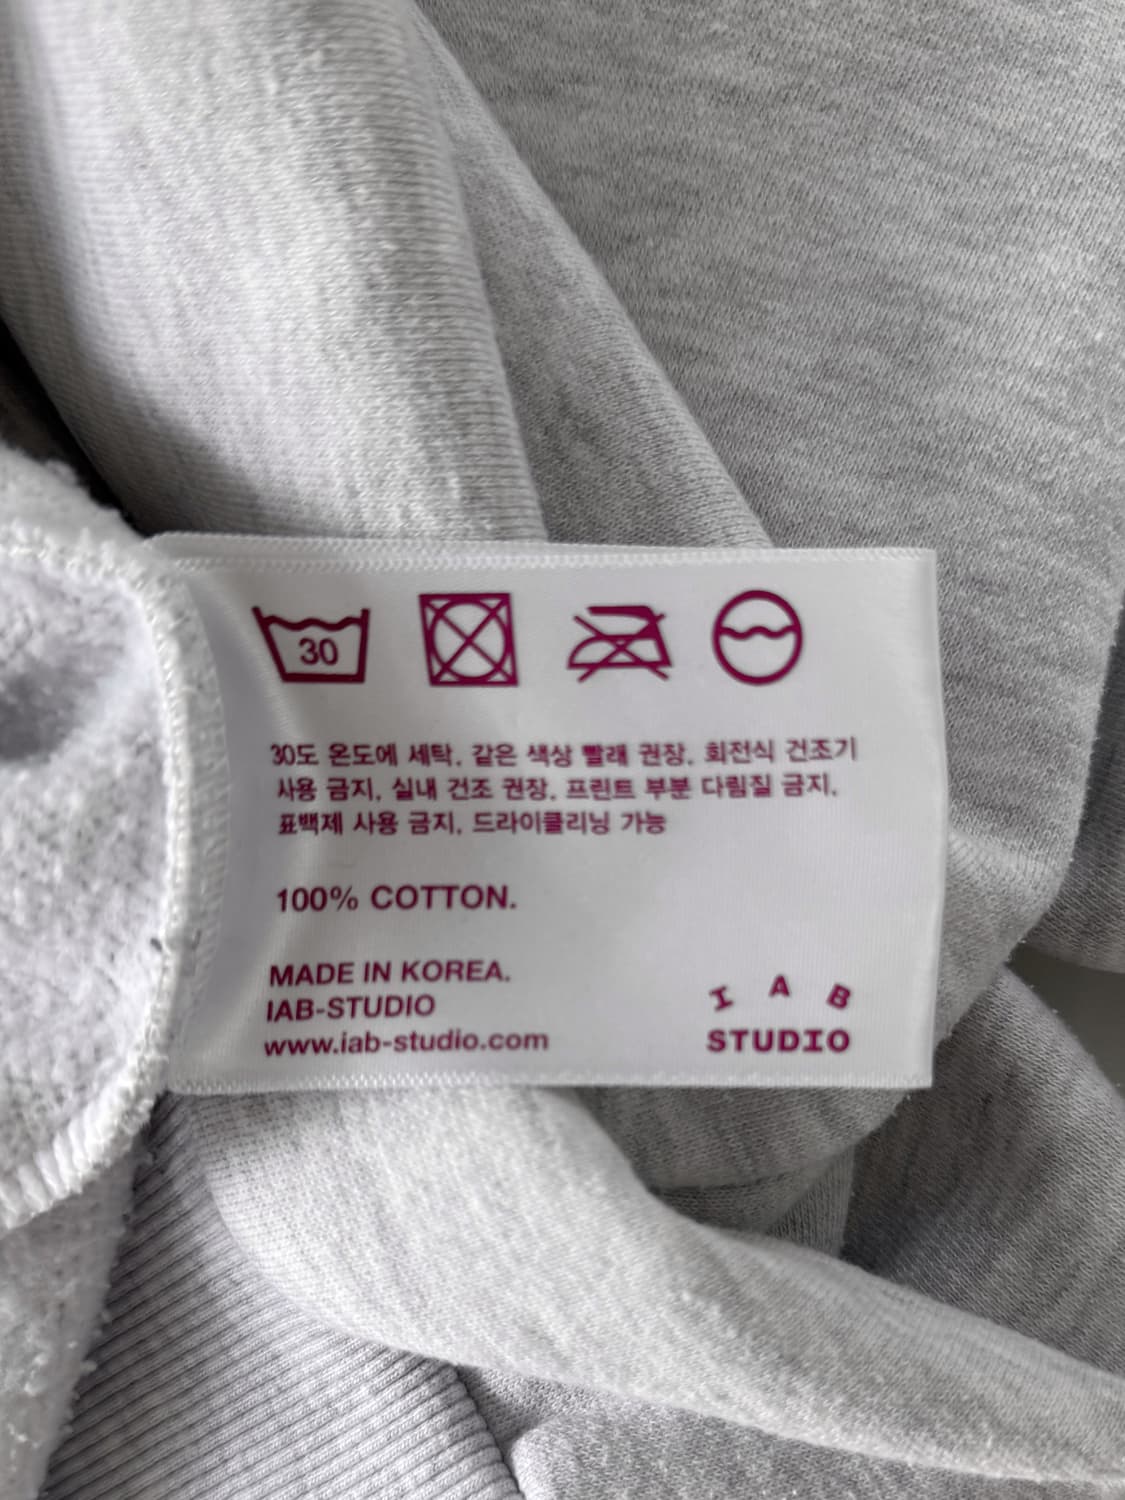 30
30도 온도에 세탁, 같은 색상 빨래 권장, 회전식 건조기
사용 금지, 실내 건조 권장, 프린트 부분 다림질 금지,
표백제 사용 금지, 드라이클리닝 가능
100% COTTON.
MADE IN KOREA.
IAB-STUDIO
www.iab-studio.com
I A B
STUDIO